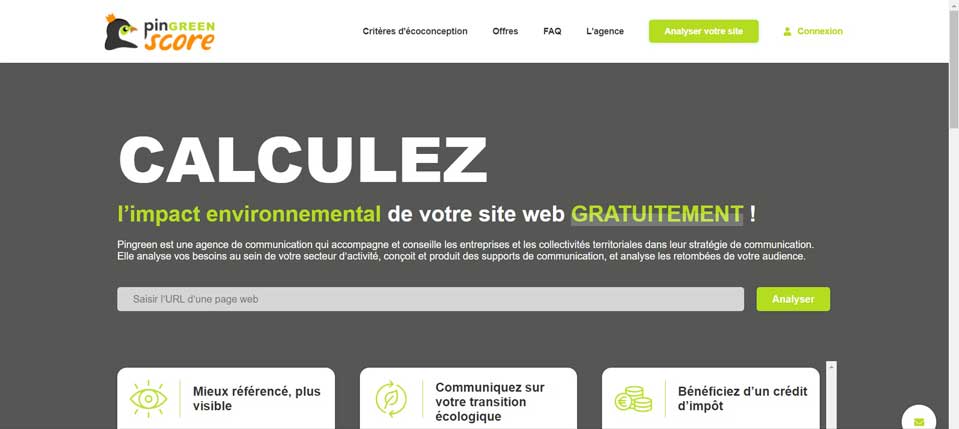 pinGREEN
score
Critères d'écoconception Offres FAQ L'agence Analyser votre site Connexion
CALCULEZ
l'impact environnemental de votre site web GRATUITEMENT !
Pingreen est une agence de communication qui accompagne et conseille les entreprises et les collectivités territoriales dans leur stratégie de communication.
Elle analyse vos besoins au sein de votre secteur d'activité, conçoit et produit des supports de communication, et analyse les retombées de votre audience.
Saisir l'URL d'une page web Analyser
Mieux référencé, plus
visible
Communiquez sur
votre transition
écologique
Bénéficiez d'un crédit
d'impôt